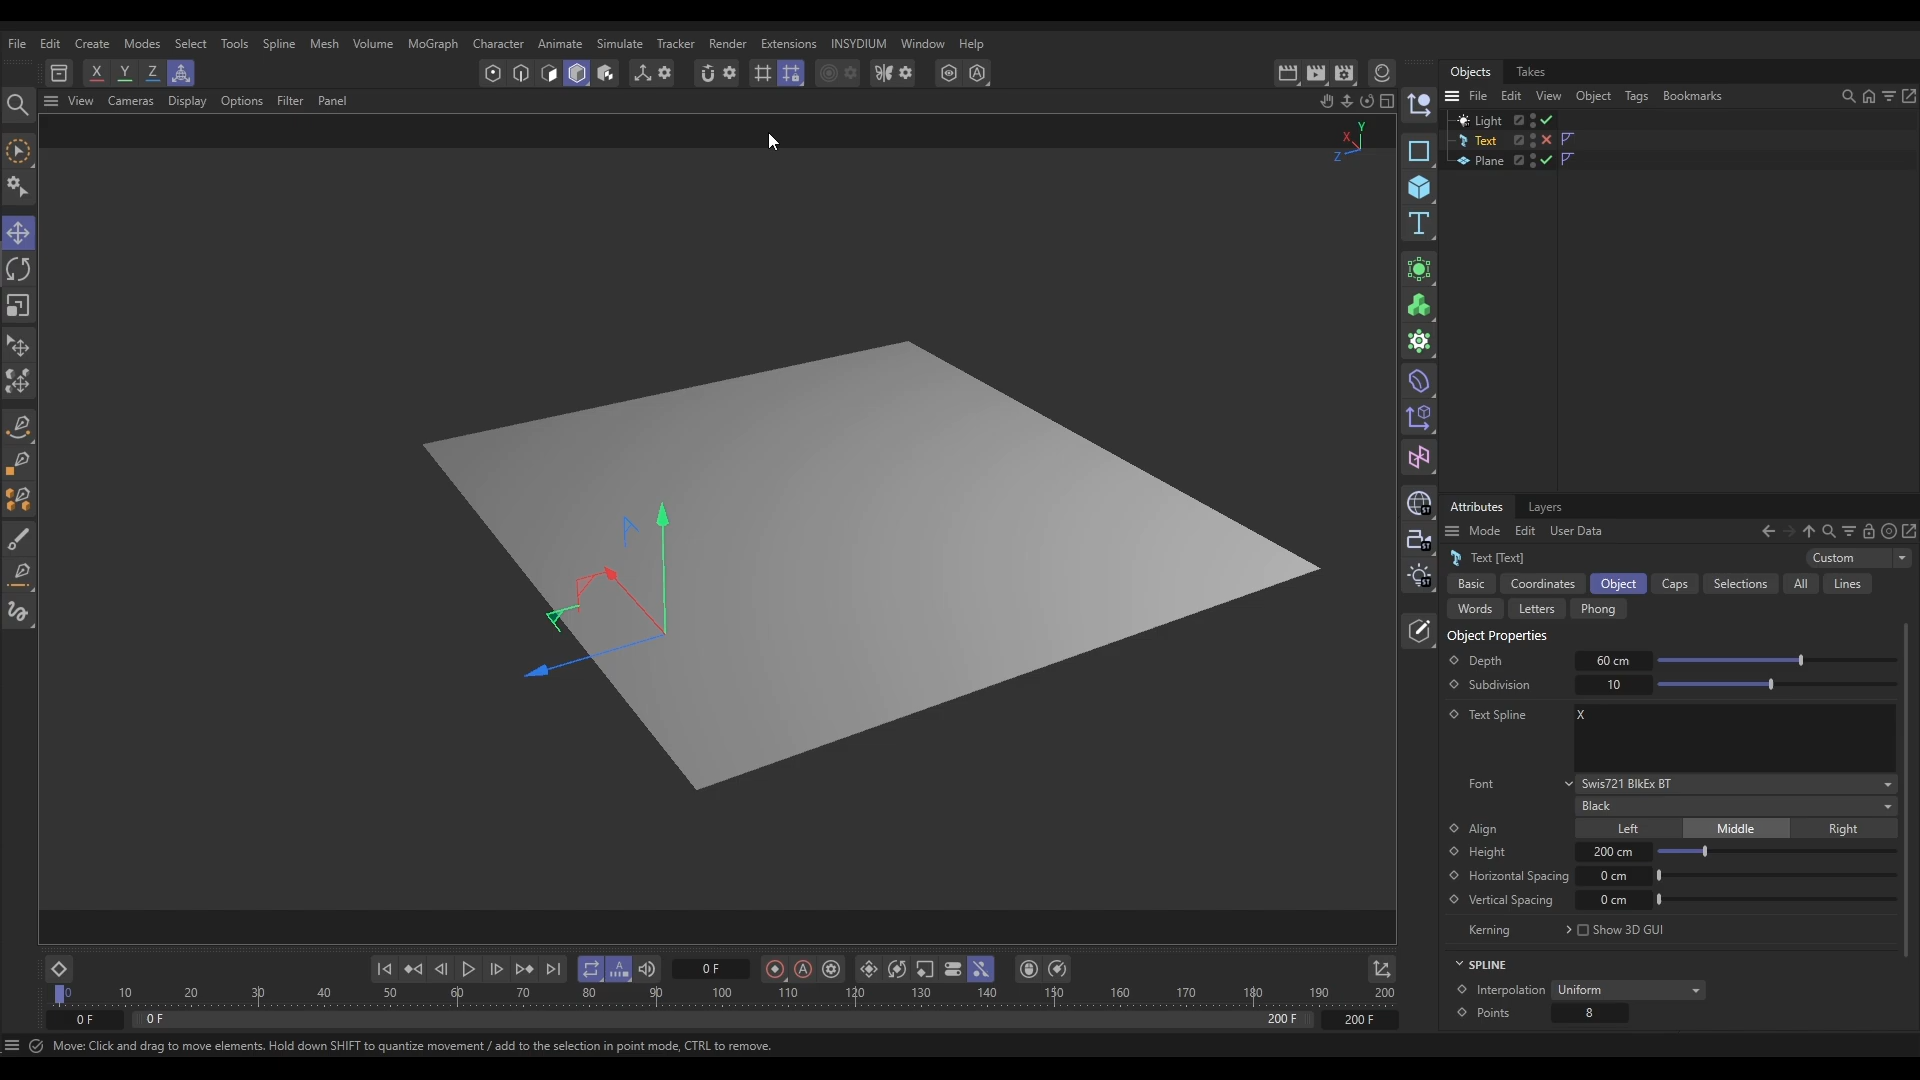 File Edit Create Modes Select Tools Spline Mesh Volume MoGraph Character Animate Simulate Tracker Render Extensions INSYDIUM Window Help
X Y Z
View Cameras Display Options Filter Panel
Y
X
Z
Objects Takes
File Edit View Object Tags Bookmarks
Light
Text
Plane
Attributes Layers
Mode Edit User Data
Text [Text] Custom
Basic Coordinates Object Caps Selections All Lines
Words Letters Phong
Object Properties
Depth 60 cm
Subdivision 10
Text Spline X
Font Swis721 BlkEx BT
Black
Align Left Middle Right
Height 200 cm
Horizontal Spacing 0 cm
Vertical Spacing 0 cm
Kerning Show 3D GUI
SPLINE
Interpolation Uniform
Points 8
0 F
0 10 20 30 40 50 60 70 80 90 100 110 120 130 140 150 160 170 180 190 200
0 F 0 F 200 F 200 F
Move: Click and drag to move elements. Hold down SHIFT to quantize movement / add to the selection in point mode, CTRL to remove.